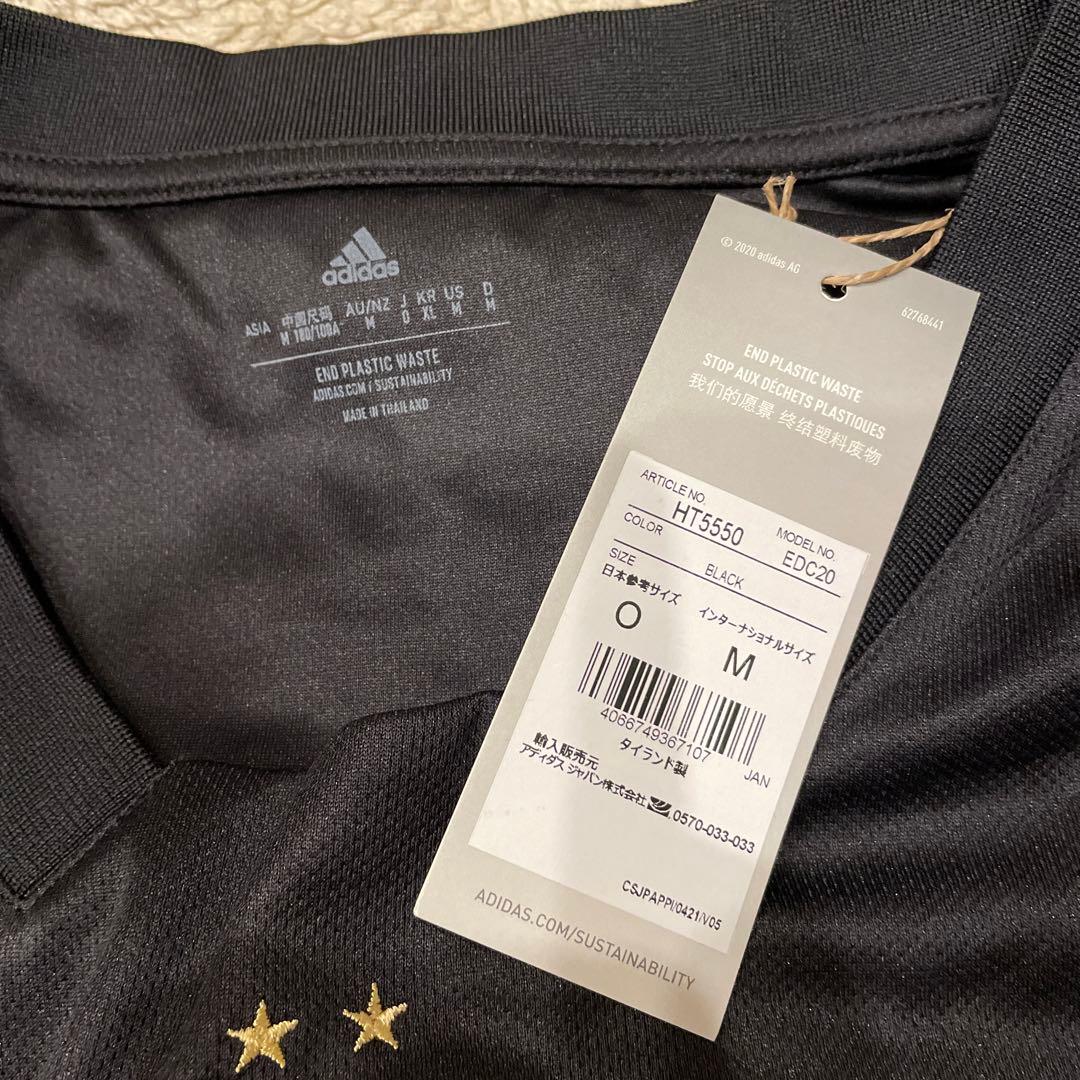 adidas
ASIA 中国尺码 AU/NZ J KR US D
M 180/100A M O XL M M
END PLASTIC WASTE
ADIDAS.COM/SUSTAINABILITY
MADE IN THAILAND
© 2020 adidas AG
62768441
END PLASTIC WASTE
STOP AUX DÉCHETS PLASTIQUES
我们的愿景 终结塑料废物
ARTICLE NO. MODEL NO.
HT5550 EDC20
COLOR
BLACK
SIZE
日本参考サイズ インターナショナルサイズ
O M
4066749367107 JAN
タイランド製
輸入販売元
アディダス ジャパン株式会社 0570-033-033
CSJPAPPI/0421/V05
ADIDAS.COM/SUSTAINABILITY